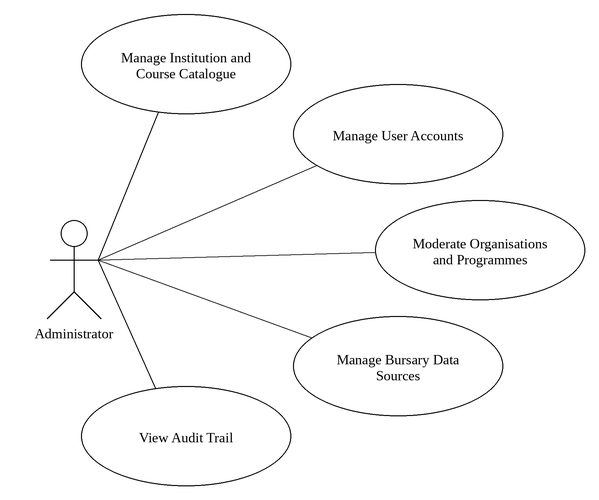 Manage Institution and
Course Catalogue
Manage User Accounts
Moderate Organisations
and Programmes
Administrator
Manage Bursary Data
Sources
View Audit Trail